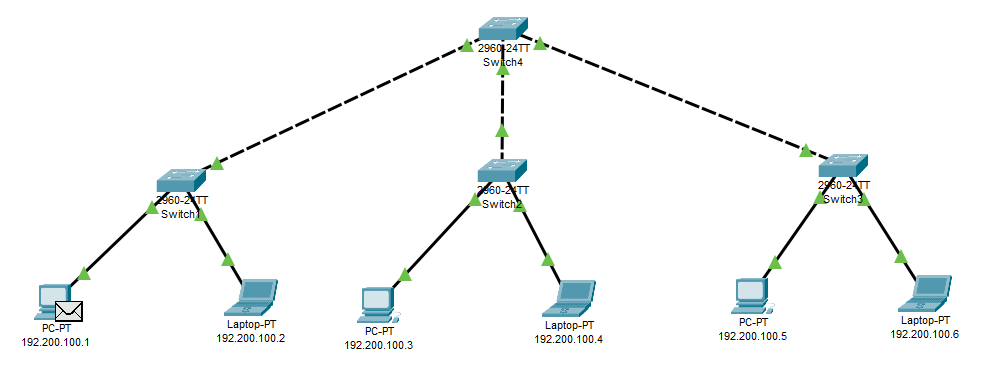 2960-24TT
Switch4
2960-24TT
Switch1
2960-24TT
Switch2
2960-24TT
Switch3
PC-PT
192.200.100.1
Laptop-PT
192.200.100.2
PC-PT
192.200.100.3
Laptop-PT
192.200.100.4
PC-PT
192.200.100.5
Laptop-PT
192.200.100.6